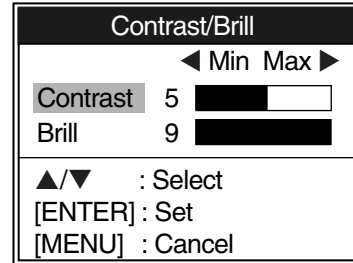 Contrast/Brill
◀ Min Max ▶
Contrast 5
Brill 9
▲/▼ : Select
[ENTER] : Set
[MENU] : Cancel